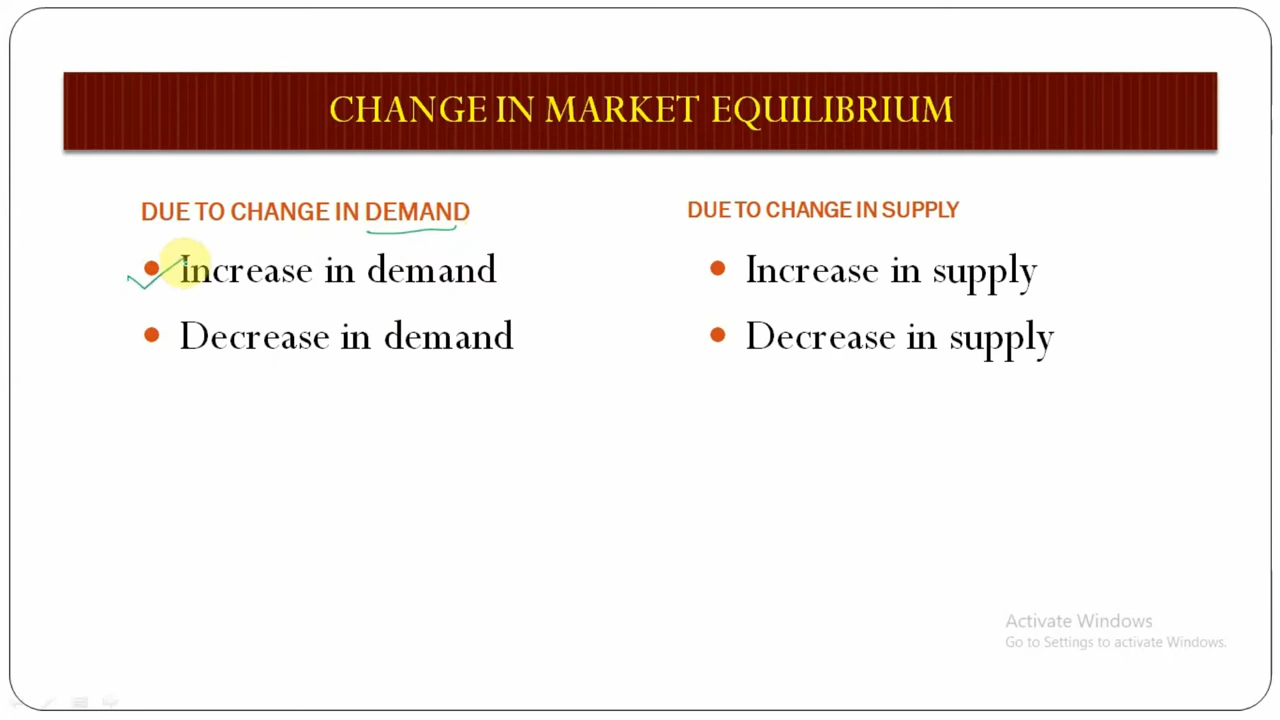 CHANGE IN MARKET EQUILIBRIUM
DUE TO CHANGE IN DEMAND
• Increase in demand
• Decrease in demand
DUE TO CHANGE IN SUPPLY
• Increase in supply
• Decrease in supply
Activate Windows
Go to Settings to activate Windows.